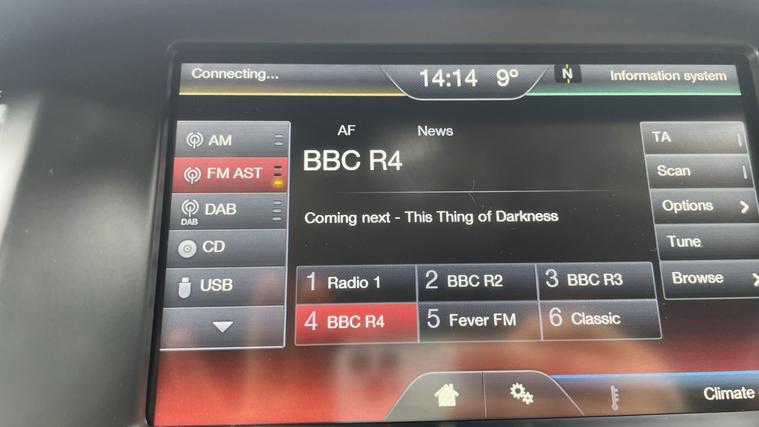 Connecting...
14:14 9°
N
Information system
AM
FM AST
DAB
DAB
CD
USB
AF News
BBC R4
Coming next - This Thing of Darkness
1 Radio 1
2 BBC R2
3 BBC R3
4 BBC R4
5 Fever FM
6 Classic
TA
Scan
Options
Tune
Browse
Climate